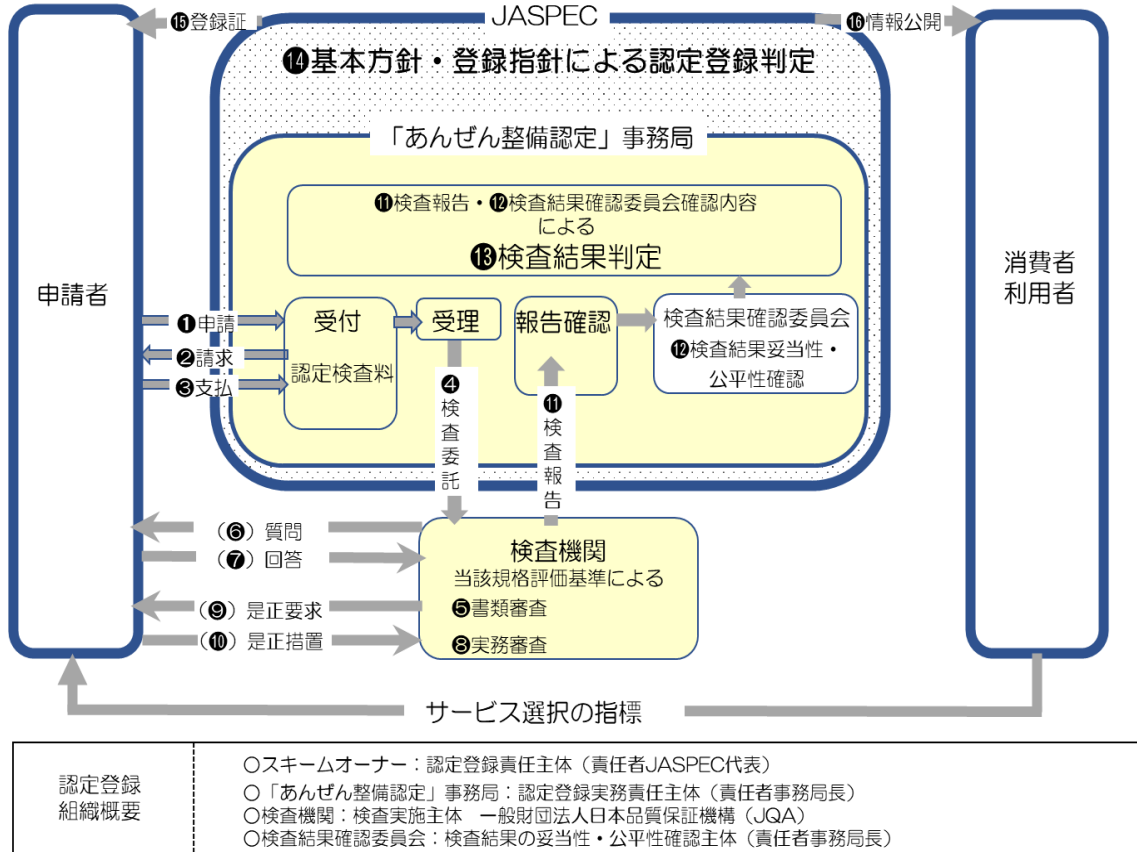 JASPEC
⓯登録証
⓰情報公開
⓮基本方針・登録指針による認定登録判定
「あんぜん整備認定」事務局
⓫検査報告・⓬検査結果確認委員会確認内容
による
⓭検査結果判定
申請者
消費者
利用者
❶申請
❷請求
❸支払
受付
認定検査料
受理
報告確認
検査結果確認委員会
⓬検査結果妥当性・
公平性確認
❹検査委託
⓫検査報告
(❻)質問
(❼)回答
(❾)是正要求
(❿)是正措置
検査機関
当該規格評価基準による
❺書類審査
❽実務審査
サービス選択の指標
認定登録
組織概要
○スキームオーナー：認定登録責任主体（責任者JASPEC代表）
○「あんぜん整備認定」事務局：認定登録実務責任主体（責任者事務局長）
○検査機関：検査実施主体　一般財団法人日本品質保証機構（JQA）
○検査結果確認委員会：検査結果の妥当性・公平性確認主体（責任者事務局長）